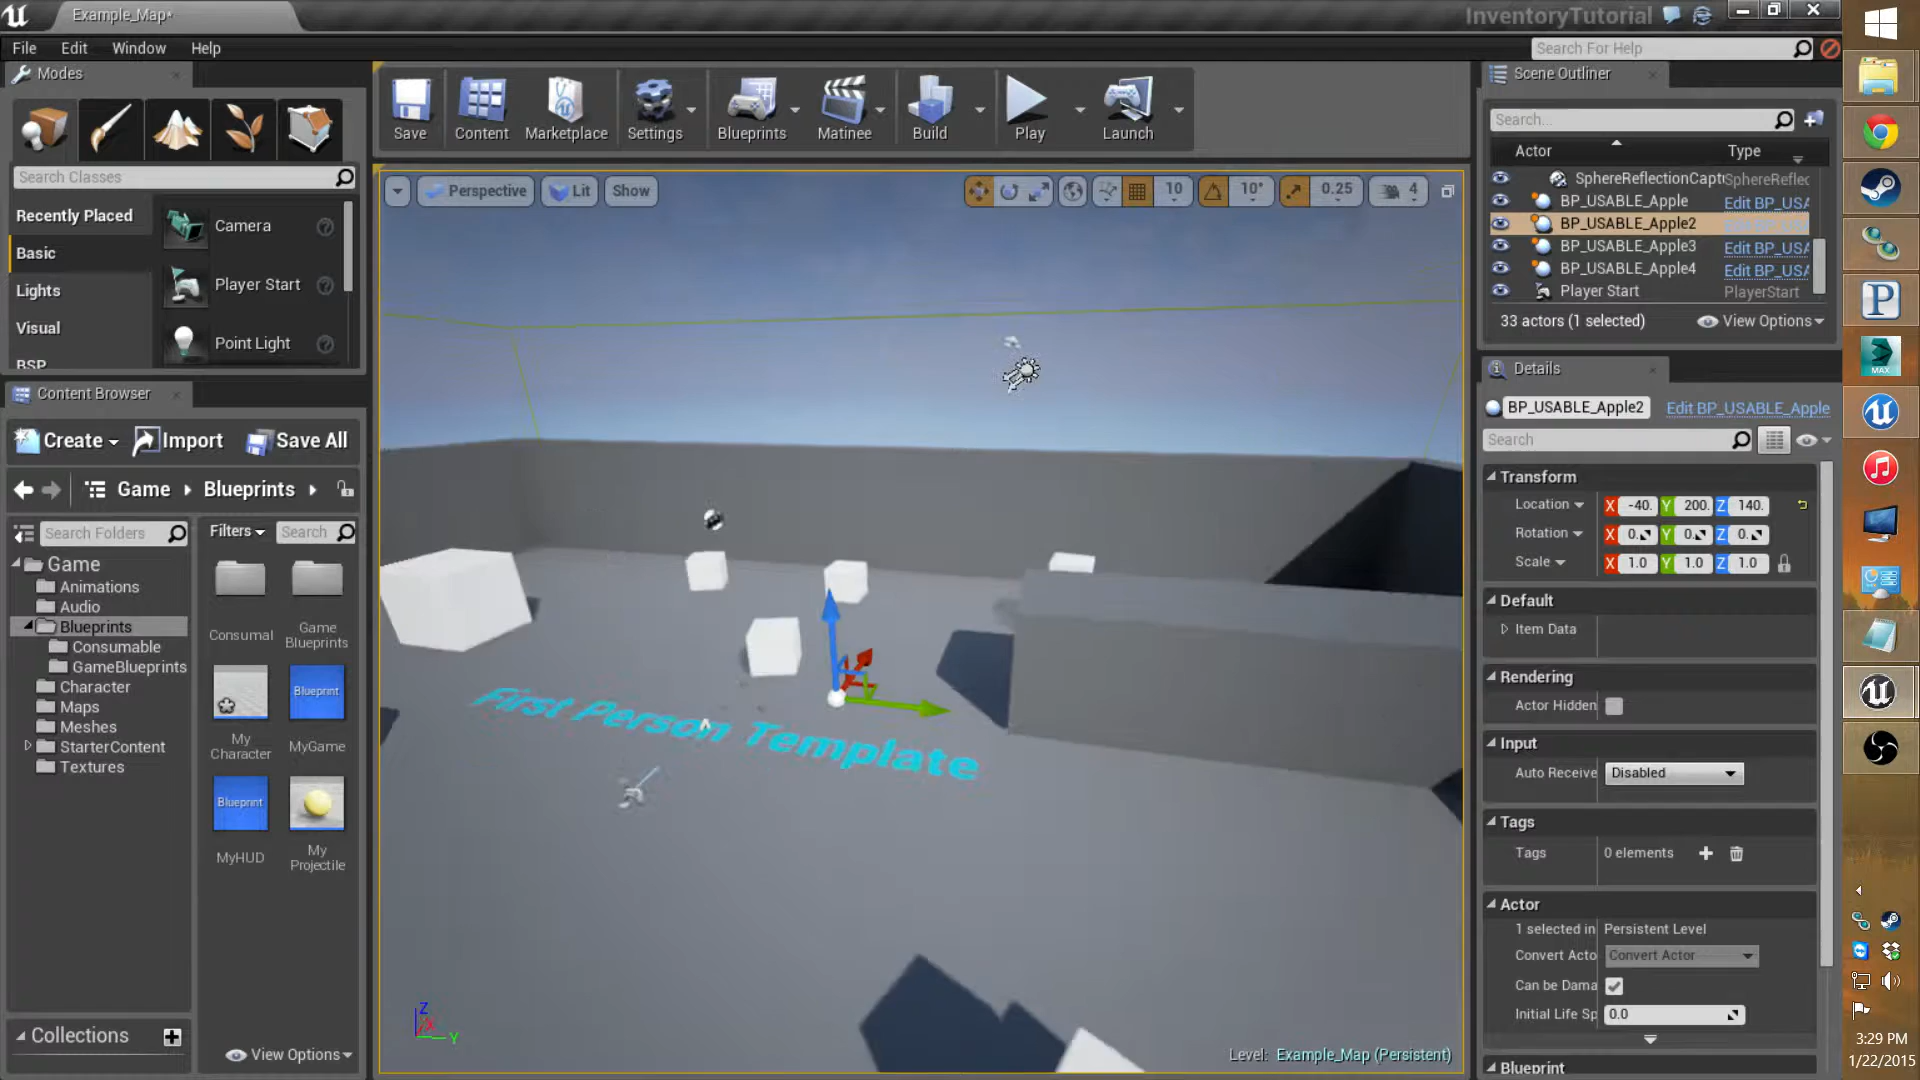 Example_Map*
InventoryTutorial
File Edit Window Help
Search For Help
Modes
Search Classes
Recently Placed
Basic
Lights
Visual
BSP
Camera
Player Start
Point Light
Content Browser
Create
Import
Save All
Game
Blueprints
Search Folders
Filters
Search
Game
Animations
Audio
Blueprints
Consumable
GameBlueprints
Character
Maps
Meshes
StarterContent
Textures
Collections
Consumal
Game
Blueprints
Blueprint
My
Character
MyGame
Blueprint
MyHUD
My
Projectile
View Options
Save
Content
Marketplace
Settings
Blueprints
Matinee
Build
Play
Launch
Perspective
Lit
Show
10
10°
0.25
4
First Person Template
Z
X
Y
Level: Example_Map (Persistent)
Scene Outliner
Search...
Actor
Type
SphereReflectionCaptu SphereReflec
BP_USABLE_Apple Edit BP_USA
BP_USABLE_Apple2
BP_USABLE_Apple3 Edit BP_USA
BP_USABLE_Apple4 Edit BP_USA
Player Start PlayerStart
33 actors (1 selected)
View Options
Details
BP_USABLE_Apple2
Edit BP_USABLE_Apple
Search
Transform
Location X -40. Y 200. Z 140.
Rotation X 0. Y 0. Z 0.
Scale X 1.0 Y 1.0 Z 1.0
Default
Item Data
Rendering
Actor Hidden
Input
Auto Receive Disabled
Tags
Tags 0 elements
Actor
1 selected in Persistent Level
Convert Acto Convert Actor
Can be Dama
Initial Life Sp 0.0
Blueprint
P
MAX
3:29 PM
1/22/2015